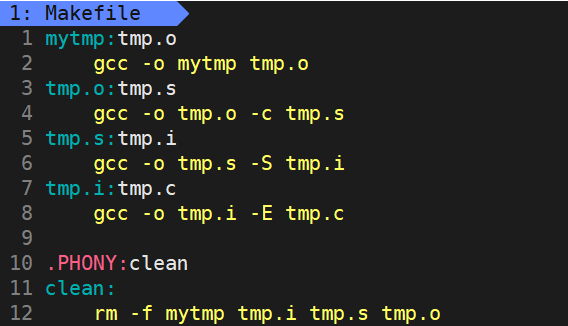 1: Makefile
1 mytmp:tmp.o
2     gcc -o mytmp tmp.o
3 tmp.o:tmp.s
4     gcc -o tmp.o -c tmp.s
5 tmp.s:tmp.i
6     gcc -o tmp.s -S tmp.i
7 tmp.i:tmp.c
8     gcc -o tmp.i -E tmp.c
9
10 .PHONY:clean
11 clean:
12     rm -f mytmp tmp.i tmp.s tmp.o